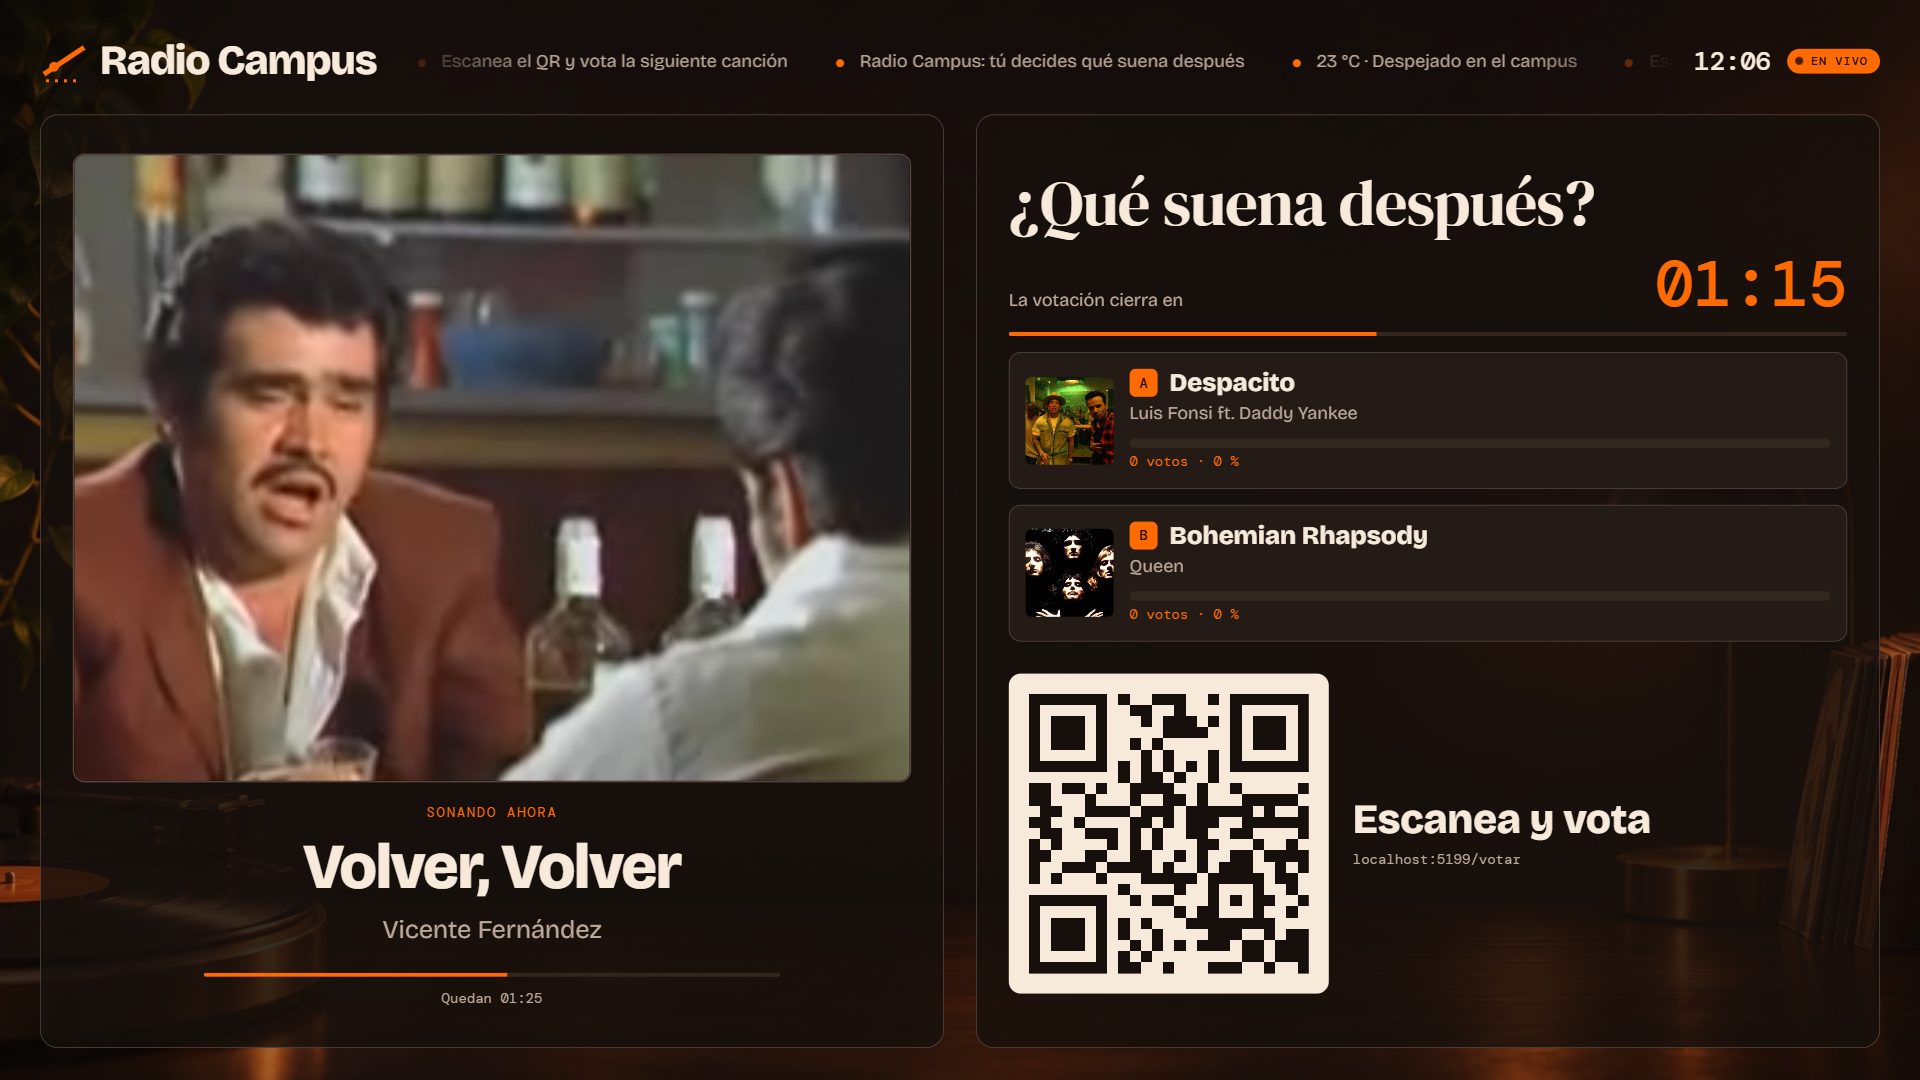 Radio Campus
Escanea el QR y vota la siguiente canción
Radio Campus: tú decides qué suena después
23 °C · Despejado en el campus
Esc
12:06
EN VIVO
SONANDO AHORA
Volver, Volver
Vicente Fernández
Quedan 01:25
¿Qué suena después?
La votación cierra en
01:15
A Despacito
Luis Fonsi ft. Daddy Yankee
0 votos · 0 %
B Bohemian Rhapsody
Queen
0 votos · 0 %
Escanea y vota
localhost:5199/votar